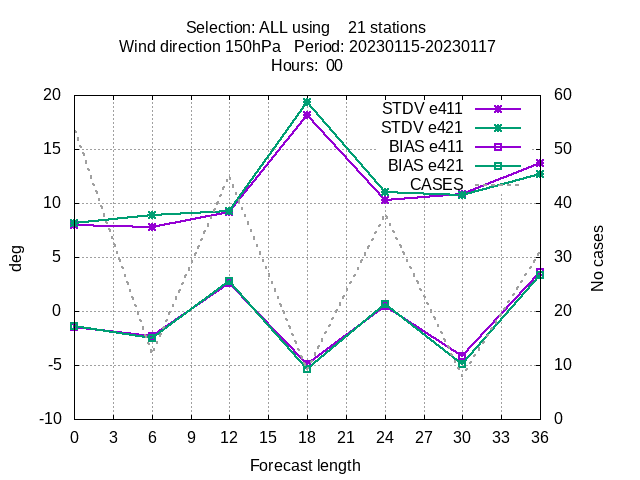 Selection: ALL using    21 stations
Wind direction 150hPa   Period: 20230115-20230117
Hours:  00
STDV e411
STDV e421
BIAS e411
BIAS e421
CASES
20
15
10
5
0
-5
-10
deg
60
50
40
30
20
10
0
No cases
0 3 6 9 12 15 18 21 24 27 30 33 36
Forecast length